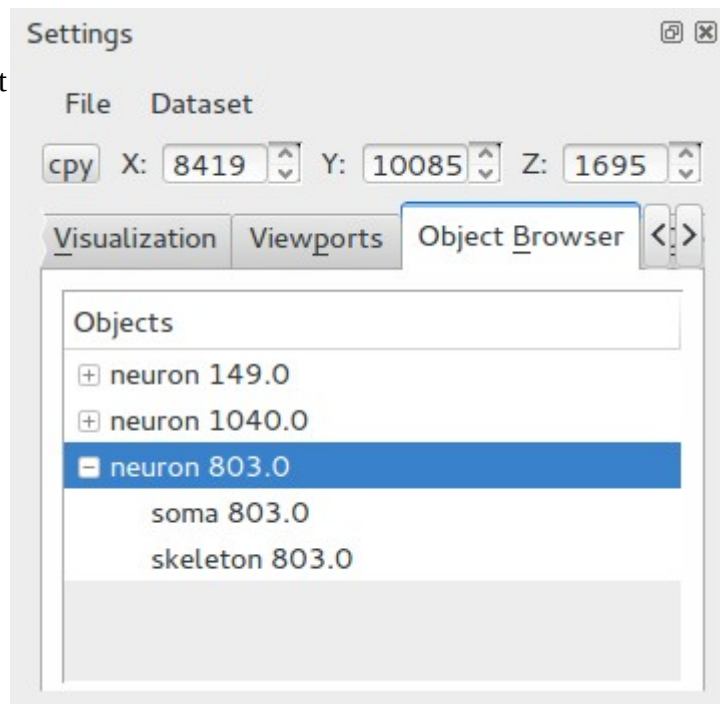 Settings
t
File Dataset
cpy X: 8419 Y: 10085 Z: 1695
Visualization Viewports Object Browser
Objects
neuron 149.0
neuron 1040.0
neuron 803.0
soma 803.0
skeleton 803.0